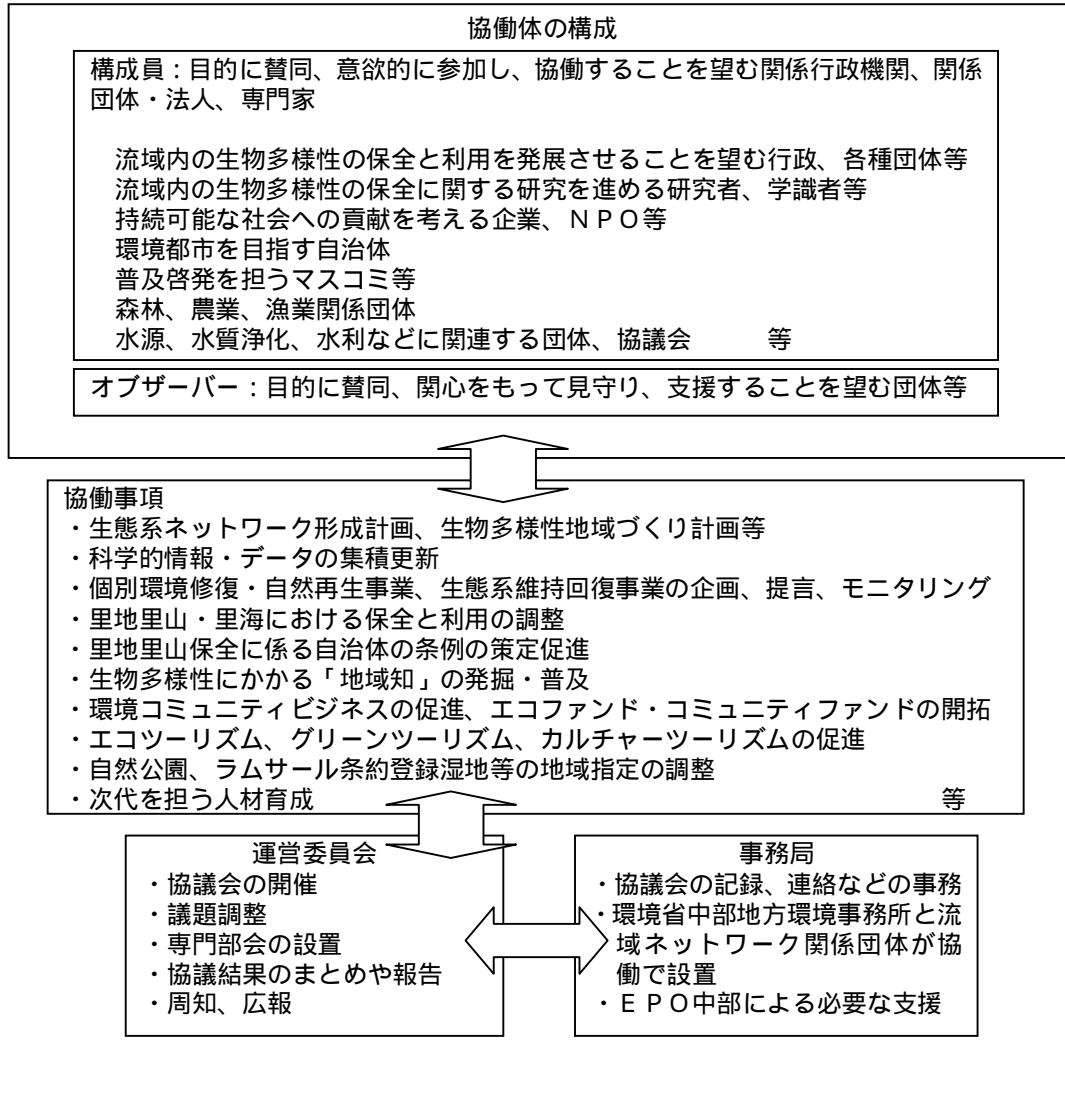 協働体の構成
構成員：目的に賛同、意欲的に参加し、協働することを望む関係行政機関、関係
団体・法人、専門家
流域内の生物多様性の保全と利用を発展させることを望む行政、各種団体等
流域内の生物多様性の保全に関する研究を進める研究者、学識者等
持続可能な社会への貢献を考える企業、ＮＰＯ等
環境都市を目指す自治体
普及啓発を担うマスコミ等
森林、農業、漁業関係団体
水源、水質浄化、水利などに関連する団体、協議会　　　等
オブザーバー：目的に賛同、関心をもって見守り、支援することを望む団体等
協働事項
・生態系ネットワーク形成計画、生物多様性地域づくり計画等
・科学的情報・データの集積更新
・個別環境修復・自然再生事業、生態系維持回復事業の企画、提言、モニタリング
・里地里山・里海における保全と利用の調整
・里地里山保全に係る自治体の条例の策定促進
・生物多様性にかかる「地域知」の発掘・普及
・環境コミュニティビジネスの促進、エコファンド・コミュニティファンドの開拓
・エコツーリズム、グリーンツーリズム、カルチャーツーリズムの促進
・自然公園、ラムサール条約登録湿地等の地域指定の調整
・次代を担う人材育成　　　等
運営委員会
・協議会の開催
・議題調整
・専門部会の設置
・協議結果のまとめや報告
・周知、広報
事務局
・協議会の記録、連絡などの事務
・環境省中部地方環境事務所と流
域ネットワーク関係団体が協
働で設置
・ＥＰＯ中部による必要な支援